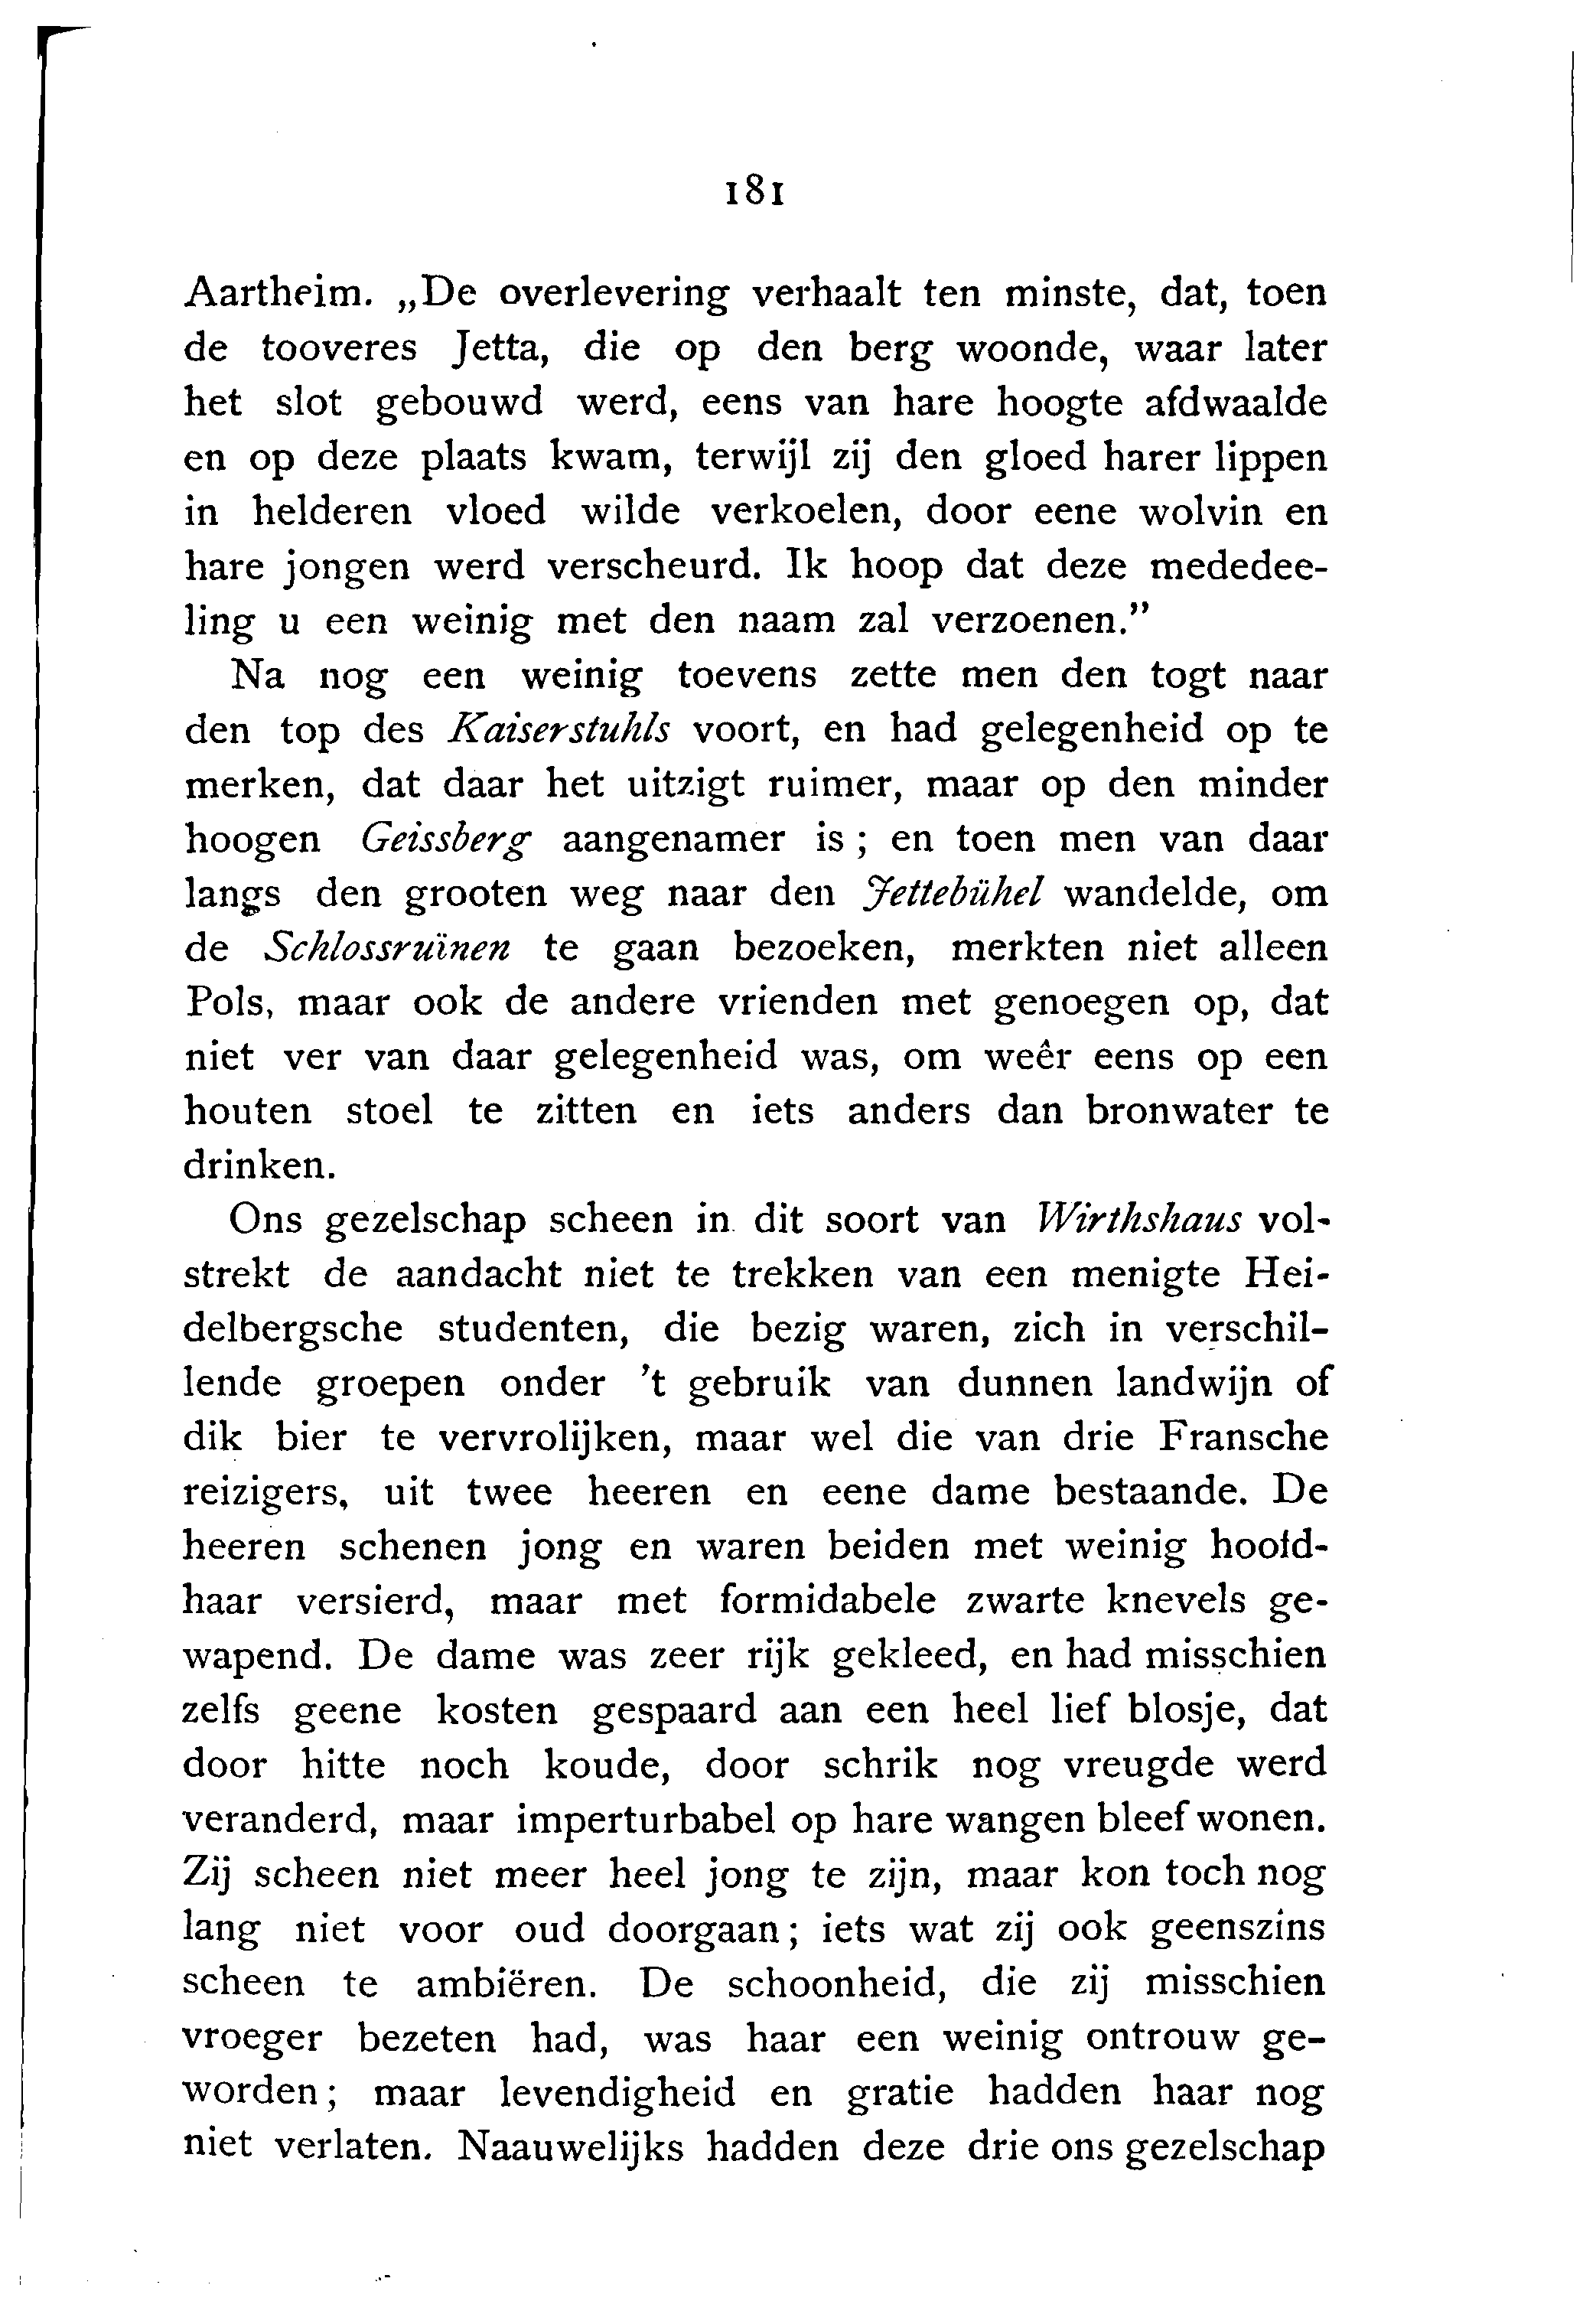 181
Aartheim. „De overlevering verhaalt ten minste, dat, toen
de tooveres Jetta, die op den berg woonde, waar later
het slot gebouwd werd, eens van hare hoogte afdwaalde
en op deze plaats kwam, terwijl zij den gloed harer lippen
in helderen vloed wilde verkoelen, door eene wolvin en
hare jongen werd verscheurd. Ik hoop dat deze mededee-
ling u een weinig met den naam zal verzoenen.”
Na nog een weinig toevens zette men den togt naar
den top des Kaiserstuhls voort, en had gelegenheid op te
merken, dat daar het uitzigt ruimer, maar op den minder
hoogen Geissberg aangenamer is; en toen men van daar
langs den grooten weg naar den Jettebühel wandelde, om
de Schlossruïnen te gaan bezoeken, merkten niet alleen
Pols, maar ook de andere vrienden met genoegen op, dat
niet ver van daar gelegenheid was, om weêr eens op een
houten stoel te zitten en iets anders dan bronwater te
drinken.
Ons gezelschap scheen in dit soort van Wirthshaus vol-
strekt de aandacht niet te trekken van een menigte Hei-
delbergsche studenten, die bezig waren, zich in verschil-
lende groepen onder 't gebruik van dunnen landwijn of
dik bier te vervrolijken, maar wel die van drie Fransche
reizigers, uit twee heeren en eene dame bestaande. De
heeren schenen jong en waren beiden met weinig hoofd-
haar versierd, maar met formidabele zwarte knevels ge-
wapend. De dame was zeer rijk gekleed, en had misschien
zelfs geene kosten gespaard aan een heel lief blosje, dat
door hitte noch koude, door schrik nog vreugde werd
veranderd, maar imperturbabel op hare wangen bleef wonen.
Zij scheen niet meer heel jong te zijn, maar kon toch nog
lang niet voor oud doorgaan; iets wat zij ook geenszins
scheen te ambiëren. De schoonheid, die zij misschien
vroeger bezeten had, was haar een weinig ontrouw ge-
worden; maar levendigheid en gratie hadden haar nog
niet verlaten. Naauwelijks hadden deze drie ons gezelschap